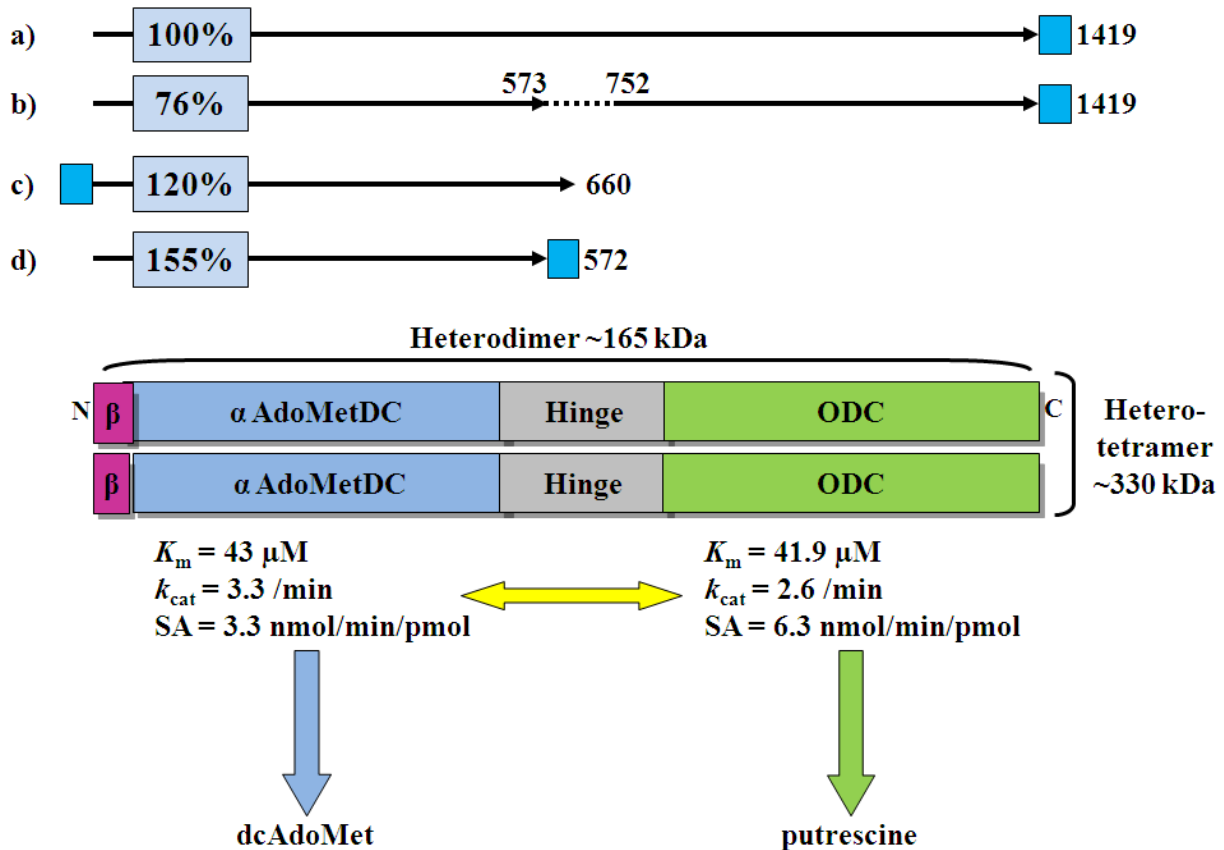 a) 100% 1419
b) 76% 573 752 1419
c) 120% 660
d) 155% 572
Heterodimer ~165 kDa
N β α AdoMetDC Hinge ODC C
β α AdoMetDC Hinge ODC
Hetero-
tetramer
~330 kDa
Km = 43 µM
kcat = 3.3 /min
SA = 3.3 nmol/min/pmol
Km = 41.9 µM
kcat = 2.6 /min
SA = 6.3 nmol/min/pmol
dcAdoMet
putrescine